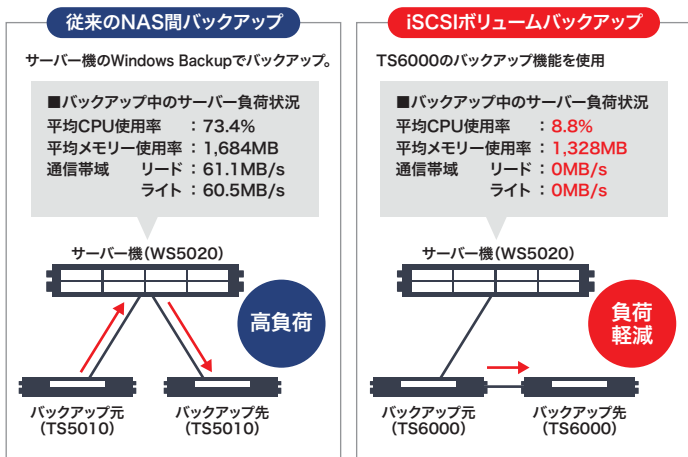 従来のNAS間バックアップ
サーバー機のWindows Backupでバックアップ。
■バックアップ中のサーバー負荷状況
平均CPU使用率 ：73.4%
平均メモリー使用率：1,684MB
通信帯域 リード：61.1MB/s
ライト：60.5MB/s
サーバー機（WS5020）
高負荷
バックアップ元
（TS5010）
バックアップ先
（TS5010）
iSCSIボリュームバックアップ
TS6000のバックアップ機能を使用
■バックアップ中のサーバー負荷状況
平均CPU使用率 ：8.8%
平均メモリー使用率：1,328MB
通信帯域 リード：0MB/s
ライト：0MB/s
サーバー機（WS5020）
負荷
軽減
バックアップ元
（TS6000）
バックアップ先
（TS6000）